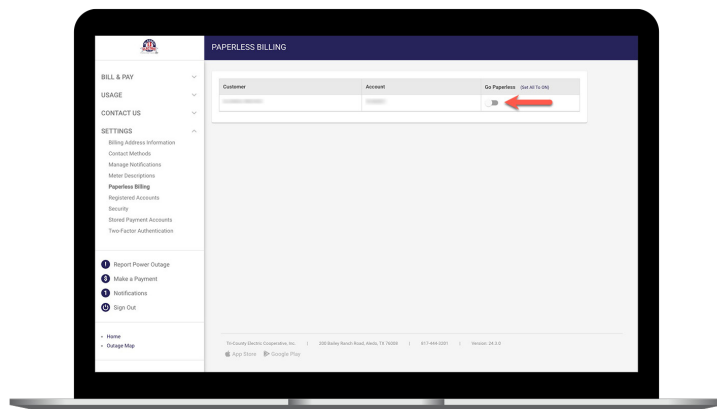 PAPERLESS BILLING
BILL & PAY
USAGE
CONTACT US
SETTINGS
Billing Address Information
Contact Methods
Manage Notifications
Meter Descriptions
Paperless Billing
Registered Accounts
Security
Stored Payment Accounts
Two-Factor Authentication
Report Power Outage
Make a Payment
Notifications
Sign Out
Home
Outage Map
Customer Account Go Paperless (Set All To ON)
Tri-County Electric Cooperative, Inc. | 200 Bailey Ranch Road, Aledo, TX 76008 | 817-444-3201 | Version: 24.2.0
App Store Google Play